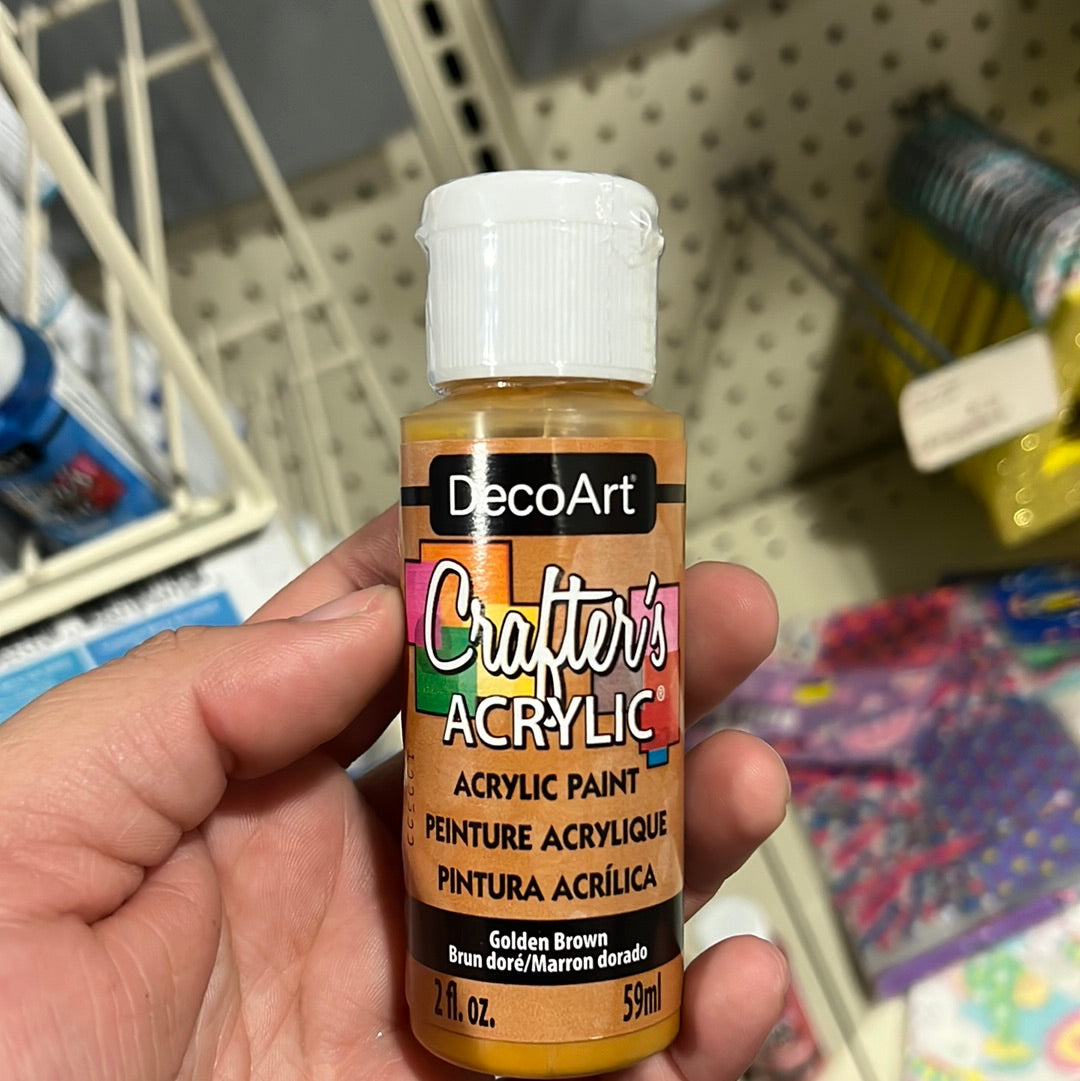 DecoArt®
Crafter's
ACRYLIC®
ACRYLIC PAINT
PEINTURE ACRYLIQUE
PINTURA ACRÍLICA
Golden Brown
Brun doré/Marron dorado
2 fl. oz. 59ml